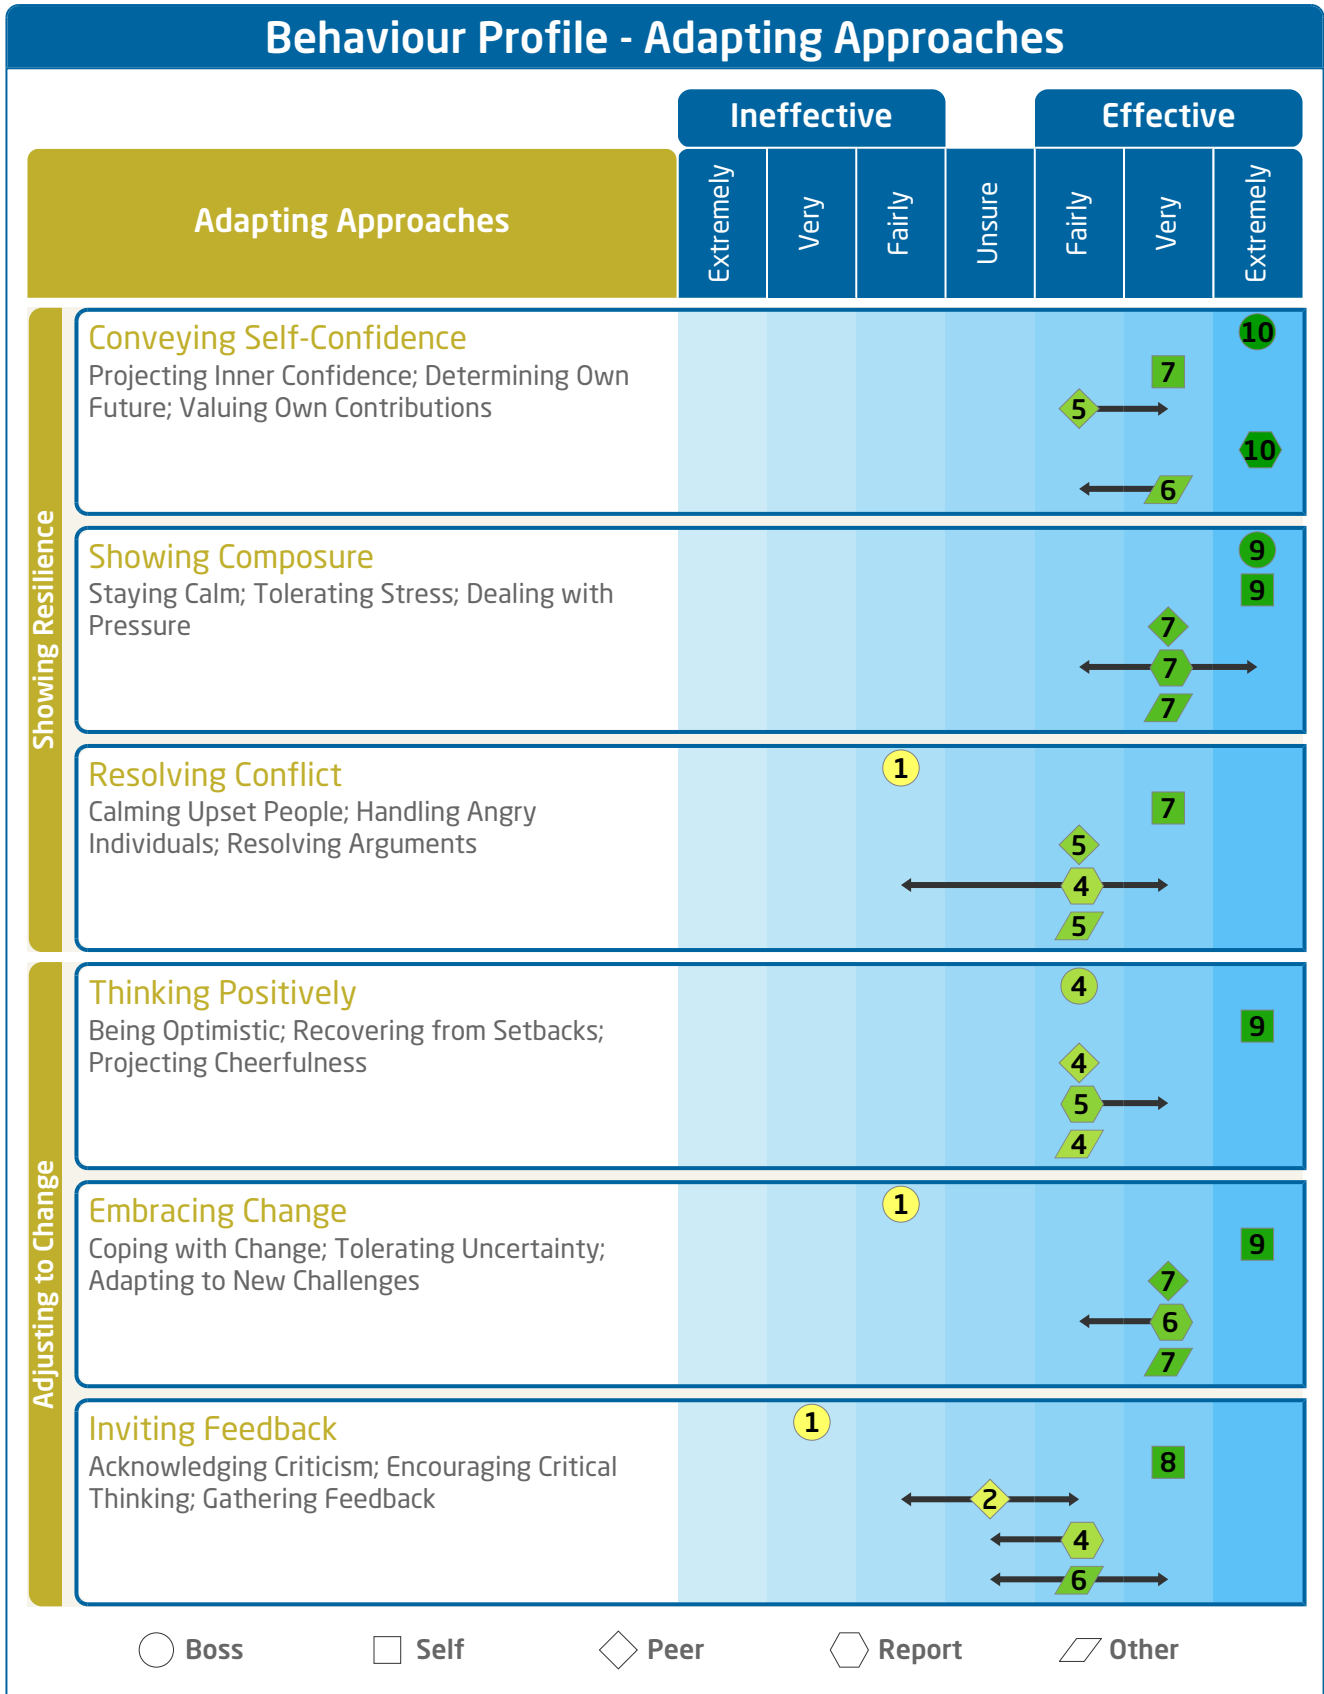 Behaviour Profile - Adapting Approaches
Ineffective
Effective
Adapting Approaches
Extremely
Very
Fairly
Unsure
Fairly
Very
Extremely
Showing Resilience
Conveying Self-Confidence
Projecting Inner Confidence; Determining Own
Future; Valuing Own Contributions
10
7
5
10
6
Showing Composure
Staying Calm; Tolerating Stress; Dealing with
Pressure
9
9
7
7
7
Resolving Conflict
Calming Upset People; Handling Angry
Individuals; Resolving Arguments
1
7
5
4
5
Adjusting to Change
Thinking Positively
Being Optimistic; Recovering from Setbacks;
Projecting Cheerfulness
4
9
4
5
4
Embracing Change
Coping with Change; Tolerating Uncertainty;
Adapting to New Challenges
1
9
7
6
7
Inviting Feedback
Acknowledging Criticism; Encouraging Critical
Thinking; Gathering Feedback
1
8
2
4
6
Boss
Self
Peer
Report
Other